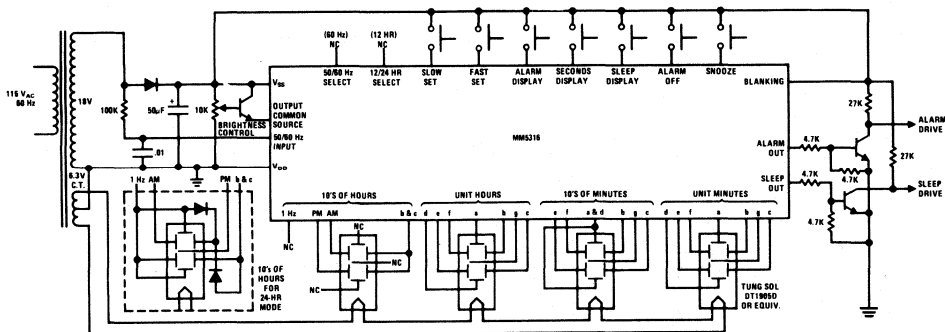 (60 Hz)
NC
(12 HR)
NC
50/60 Hz
SELECT
12/24 HR
SELECT
SLOW
SET
FAST
SET
ALARM
DISPLAY
SECONDS
DISPLAY
SLEEP
DISPLAY
ALARM
OFF
SNOOZE
115 VAC
60 Hz
18V
100K
50µF
+
10K
BRIGHTNESS
CONTROL
.01
6.3V
C.T.
VSS
OUTPUT
COMMON
SOURCE
50/60 Hz
INPUT
VDD
MM5316
BLANKING
ALARM
OUT
SLEEP
OUT
27K
ALARM
DRIVE
4.7K
4.7K
27K
4.7K
4.7K
SLEEP
DRIVE
1 Hz AM PM b & c
10's OF
HOURS
FOR
24-HR
MODE
10'S OF HOURS
1 Hz PM AM b & c
NC
NC
NC
NC
UNIT HOURS
d e f a b g c
10'S OF MINUTES
e f a & d b g c
UNIT MINUTES
d e f a b g c
TUNG SOL
DT1905D
OR EQUIV.